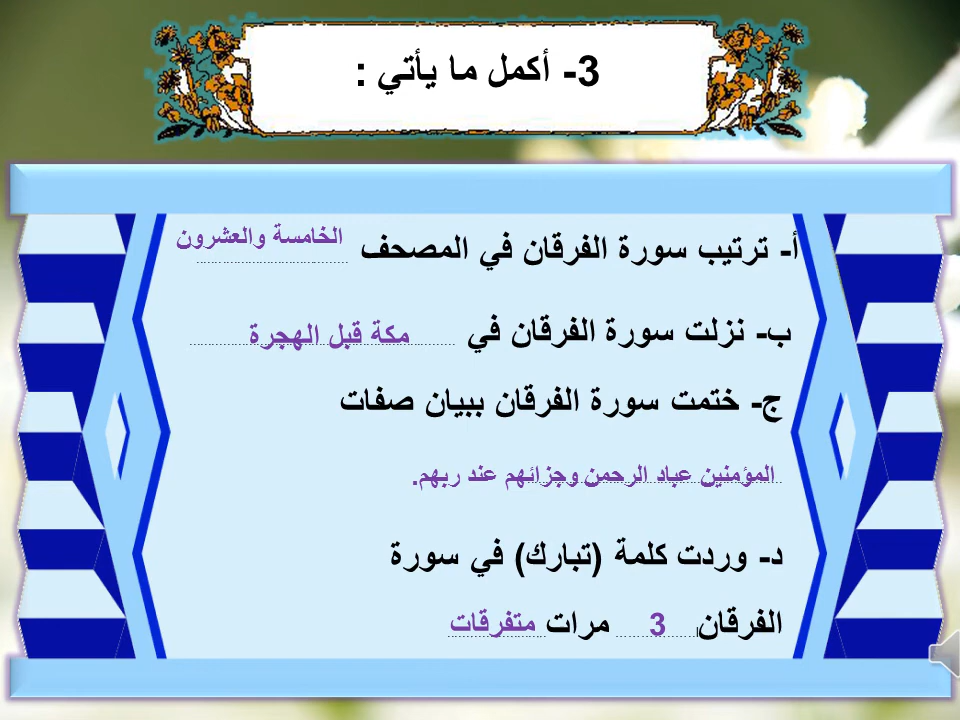 3- أكمل ما يأتي :
أ- ترتيب سورة الفرقان في المصحف الخامسة والعشرون
ب- نزلت سورة الفرقان في مكة قبل الهجرة
ج- ختمت سورة الفرقان ببيان صفات
المؤمنين عباد الرحمن وجزائهم عند ربهم.
د- وردت كلمة (تبارك) في سورة
الفرقان 3 مرات متفرقات